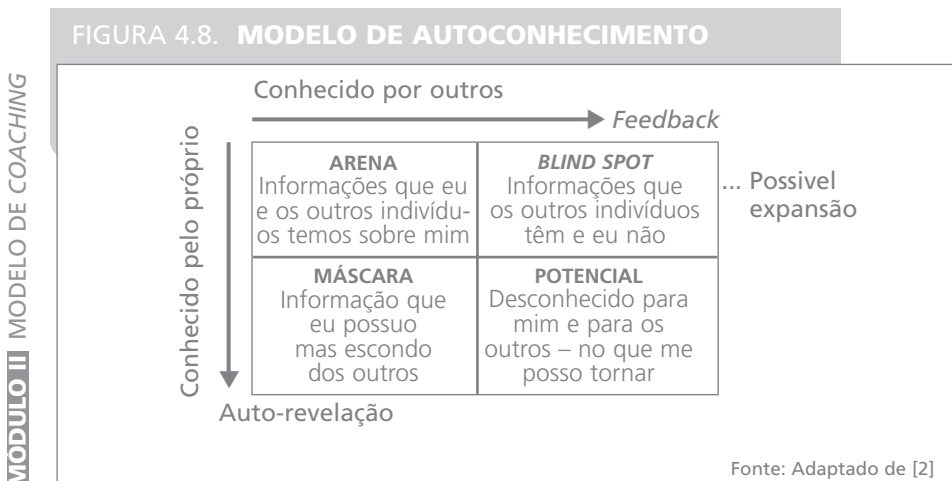 FIGURA 4.8. MODELO DE AUTOCONHECIMENTO
MÓDULO II MODELO DE COACHING
Conhecido por outros
Feedback
Conhecido pelo próprio
ARENA
Informações que eu
e os outros indivídu-
os temos sobre mim
BLIND SPOT
Informações que
os outros indivíduos
têm e eu não
... Possivel
expansão
MÁSCARA
Informação que
eu possuo
mas escondo
dos outros
POTENCIAL
Desconhecido para
mim e para os
outros – no que me
posso tornar
Auto-revelação
Fonte: Adaptado de [2]